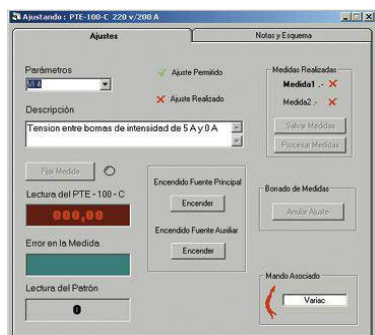 Ajustando : PTE-100-C 220 v/200 A
Ajustes
Notas y Esquema
Parámetros
Ajuste Permitido
Ajuste Realizado
Descripción
Tension entre bornas de intensidad de 5 A y 0 A
Medidas Realizadas
Medida1 .-
Medida2 .-
Salvar Medidas
Procesar Medidas
Fijar Medida
Lectura del PTE - 100 - C
000,00
Error en la Medida
Lectura del Patrón
0
Encendido Fuente Principal
Encender
Encendido Fuente Auxiliar
Encender
Borrado de Medidas
Anular Ajuste
Mando Asociado
Variac